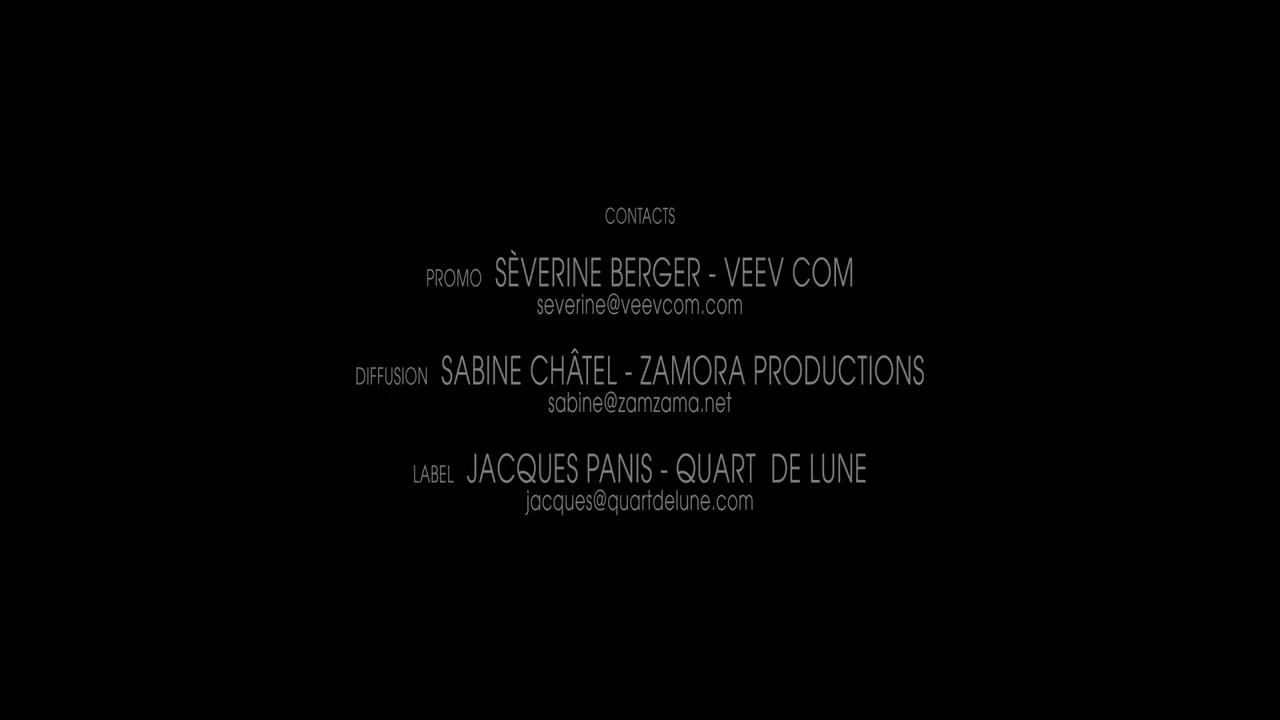 CONTACTS
PROMO SÈVERINE BERGER - VEEV COM
severine@veevcom.com
DIFFUSION SABINE CHÂTEL - ZAMORA PRODUCTIONS
sabine@zamzama.net
LABEL JACQUES PANIS - QUART DE LUNE
jacques@quartdelune.com